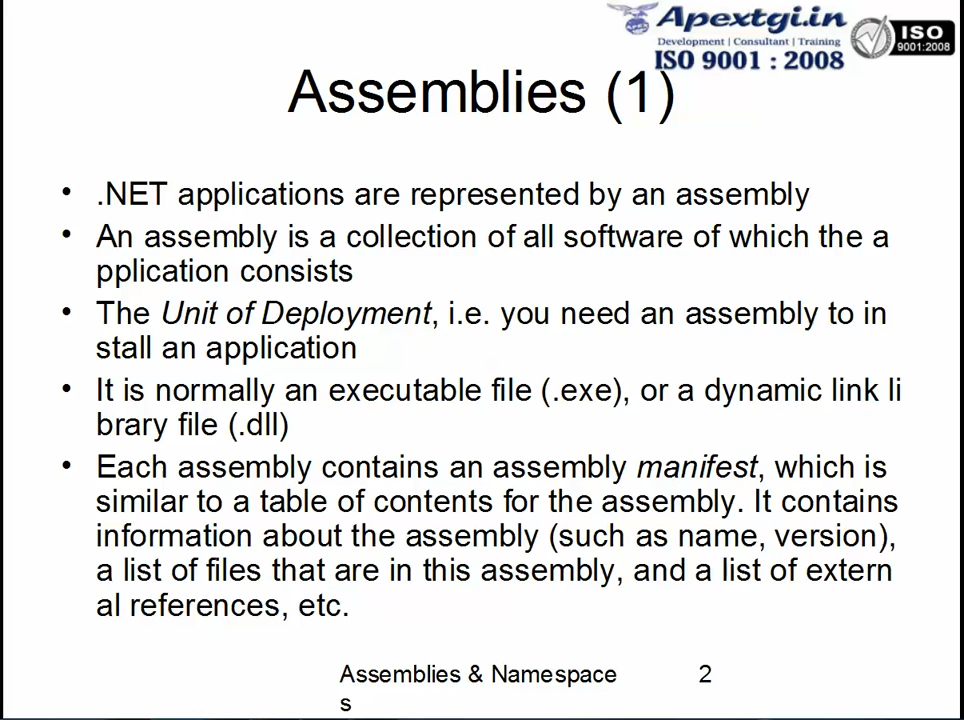 Apextgi.in
Development | Consultant | Training
ISO 9001 : 2008
ISO
9001:2008
Assemblies (1)
• .NET applications are represented by an assembly
• An assembly is a collection of all software of which the a
pplication consists
• The Unit of Deployment, i.e. you need an assembly to in
stall an application
• It is normally an executable file (.exe), or a dynamic link li
brary file (.dll)
• Each assembly contains an assembly manifest, which is
similar to a table of contents for the assembly. It contains
information about the assembly (such as name, version),
a list of files that are in this assembly, and a list of extern
al references, etc.
Assemblies & Namespace 2
s